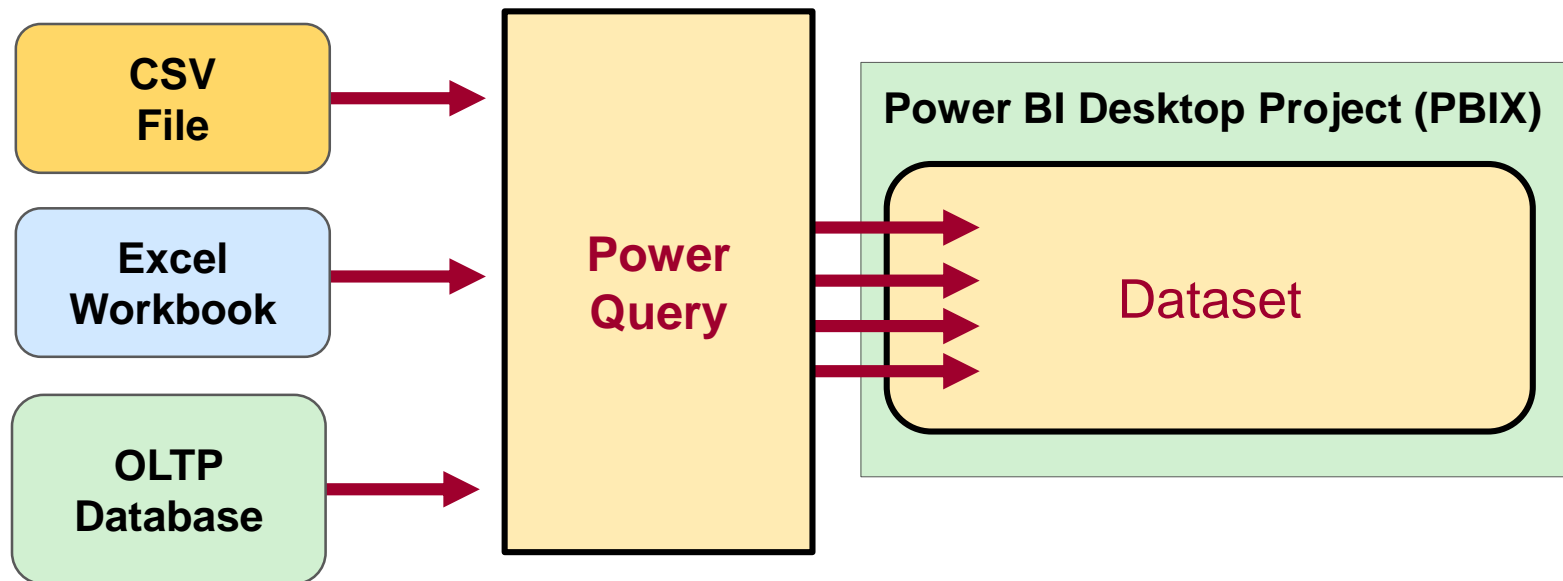 CSV
File
Excel
Workbook
OLTP
Database
Power
Query
Power BI Desktop Project (PBIX)
Dataset